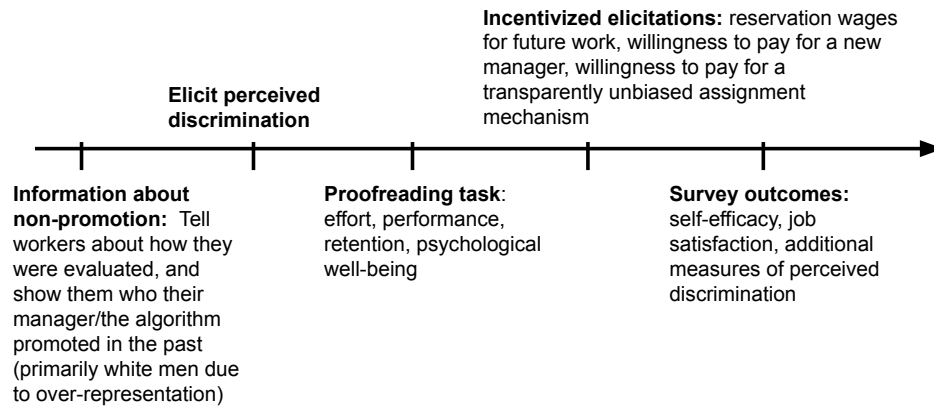 Incentivized elicitations: reservation wages
for future work, willingness to pay for a new
manager, willingness to pay for a
transparently unbiased assignment
mechanism
Elicit perceived
discrimination
Information about
non-promotion: Tell
workers about how they
were evaluated, and
show them who their
manager/the algorithm
promoted in the past
(primarily white men due
to over-representation)
Proofreading task:
effort, performance,
retention, psychological
well-being
Survey outcomes:
self-efficacy, job
satisfaction, additional
measures of perceived
discrimination